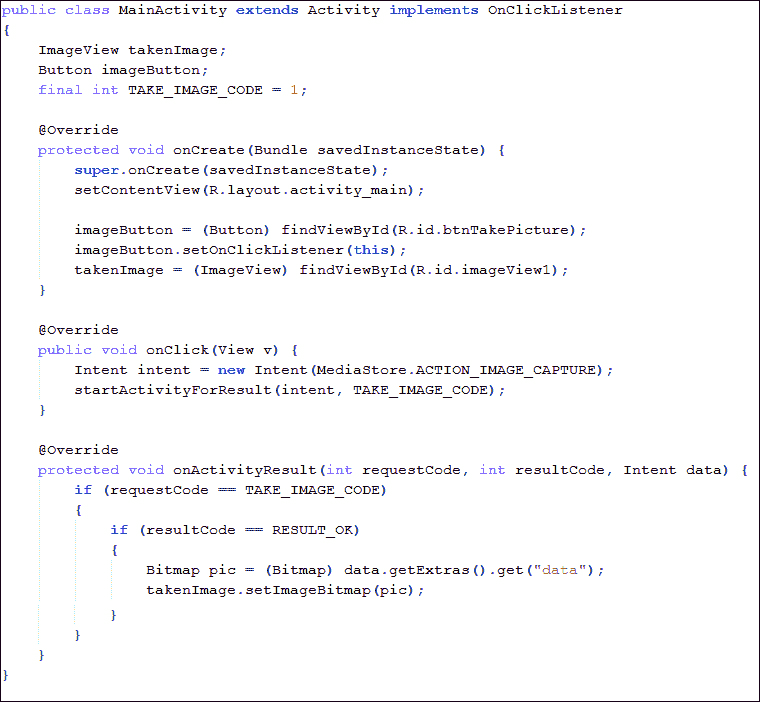 public class MainActivity extends Activity implements OnClickListener
{
    ImageView takenImage;
    Button imageButton;
    final int TAKE_IMAGE_CODE = 1;

    @Override
    protected void onCreate(Bundle savedInstanceState) {
        super.onCreate(savedInstanceState);
        setContentView(R.layout.activity_main);

        imageButton = (Button) findViewById(R.id.btnTakePicture);
        imageButton.setOnClickListener(this);
        takenImage = (ImageView) findViewById(R.id.imageView1);
    }

    @Override
    public void onClick(View v) {
        Intent intent = new Intent(MediaStore.ACTION_IMAGE_CAPTURE);
        startActivityForResult(intent, TAKE_IMAGE_CODE);
    }

    @Override
    protected void onActivityResult(int requestCode, int resultCode, Intent data) {
        if (requestCode == TAKE_IMAGE_CODE)
        {
            if (resultCode == RESULT_OK)
            {
                Bitmap pic = (Bitmap) data.getExtras().get("data");
                takenImage.setImageBitmap(pic);
            }
        }
    }
}